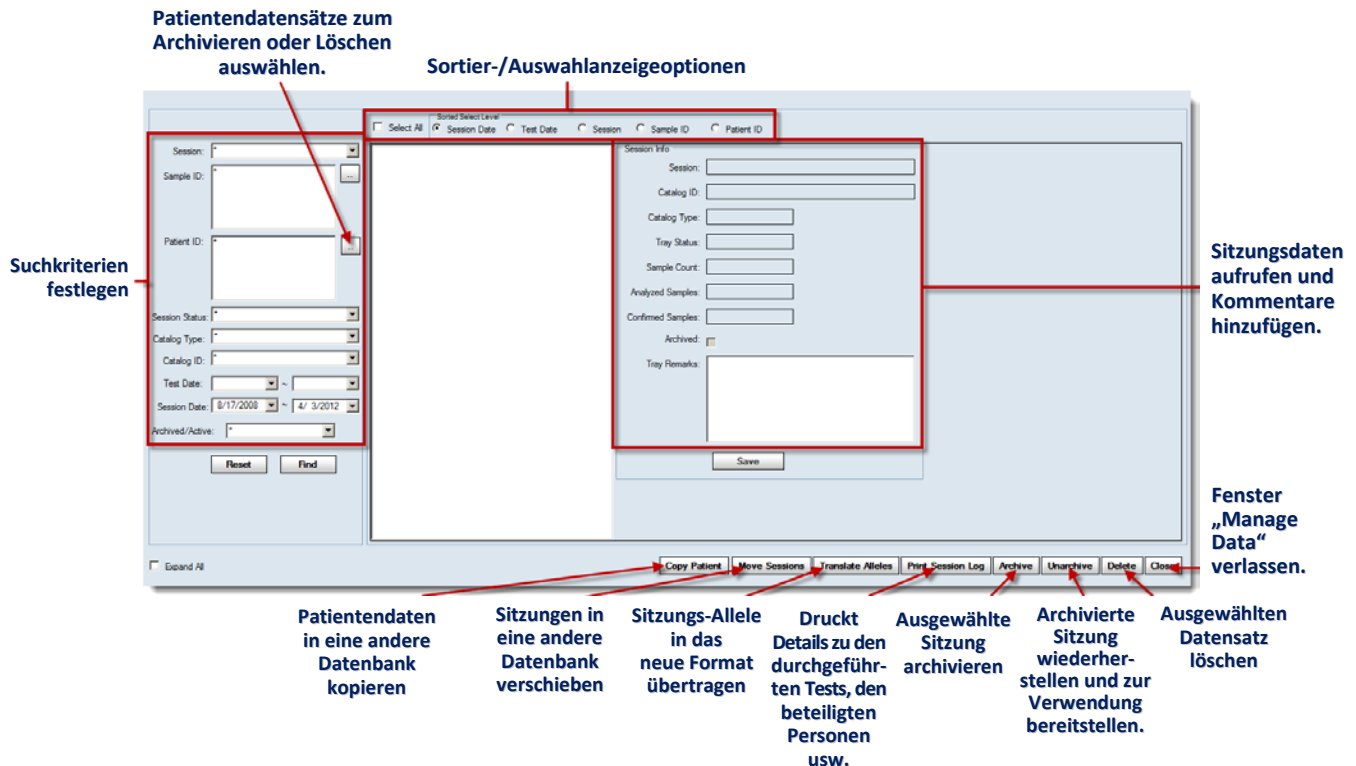 Patientendatensätze zum
Archivieren oder Löschen
auswählen.
Sortier-/Auswahlanzeigeoptionen
Sorted Select Level
Select All Session Date Test Date Session Sample ID Patient ID
Suchkriterien
festlegen
Session: *
Sample ID: *
...
Patient ID: *
...
Session Status: *
Catalog Type: *
Catalog ID: *
Test Date: ~
Session Date: 8/17/2008 ~ 4/ 3/2012
Archived/Active: *
Reset Find
Session Info
Session:
Catalog ID:
Catalog Type:
Tray Status:
Sample Count:
Analyzed Samples:
Confirmed Samples:
Archived:
Tray Remarks:
Save
Sitzungsdaten
aufrufen und
Kommentare
hinzufügen.
Fenster
„Manage
Data“
verlassen.
Expand All
Copy Patient Move Sessions Translate Alleles Print Session Log Archive Unarchive Delete Close
Patientendaten
in eine andere
Datenbank
kopieren
Sitzungen in
eine andere
Datenbank
verschieben
Sitzungs-Allele
in das
neue Format
übertragen
Druckt
Details zu den
durchgeführ-
ten Tests, den
beteiligten
Personen
usw.
Ausgewählte
Sitzung
archivieren
Archivierte
Sitzung
wiederher-
stellen und zur
Verwendung
bereitstellen.
Ausgewählten
Datensatz
löschen